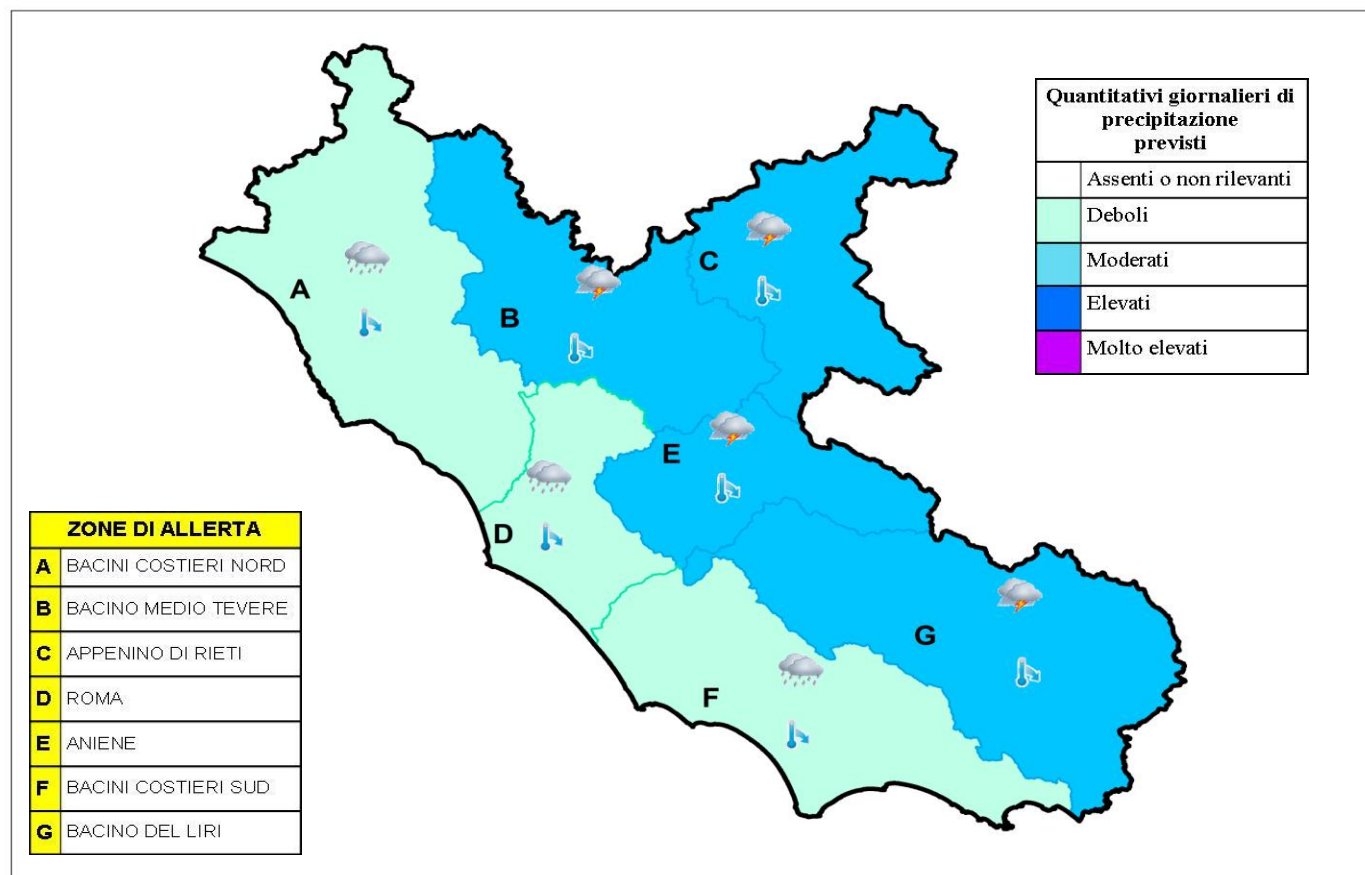 Quantitativi giornalieri di
precipitazione
previsti
Assenti o non rilevanti
Deboli
Moderati
Elevati
Molto elevati
A
B
C
D
E
F
G
ZONE DI ALLERTA
A BACINI COSTIERI NORD
B BACINO MEDIO TEVERE
C APPENINO DI RIETI
D ROMA
E ANIENE
F BACINI COSTIERI SUD
G BACINO DEL LIRI